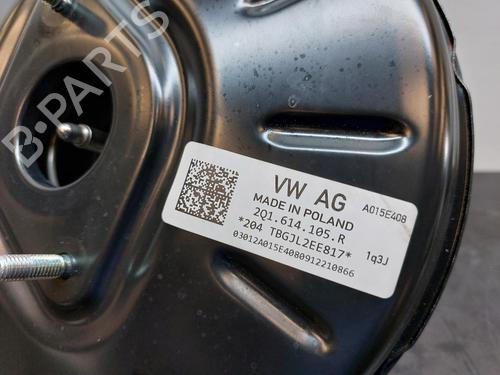 B-PARTS
VW AG
A015E408
MADE IN POLAND
2Q1.614.105.R
*204 TBGJL2EE817*
1q3J
03012A015E4080912210866